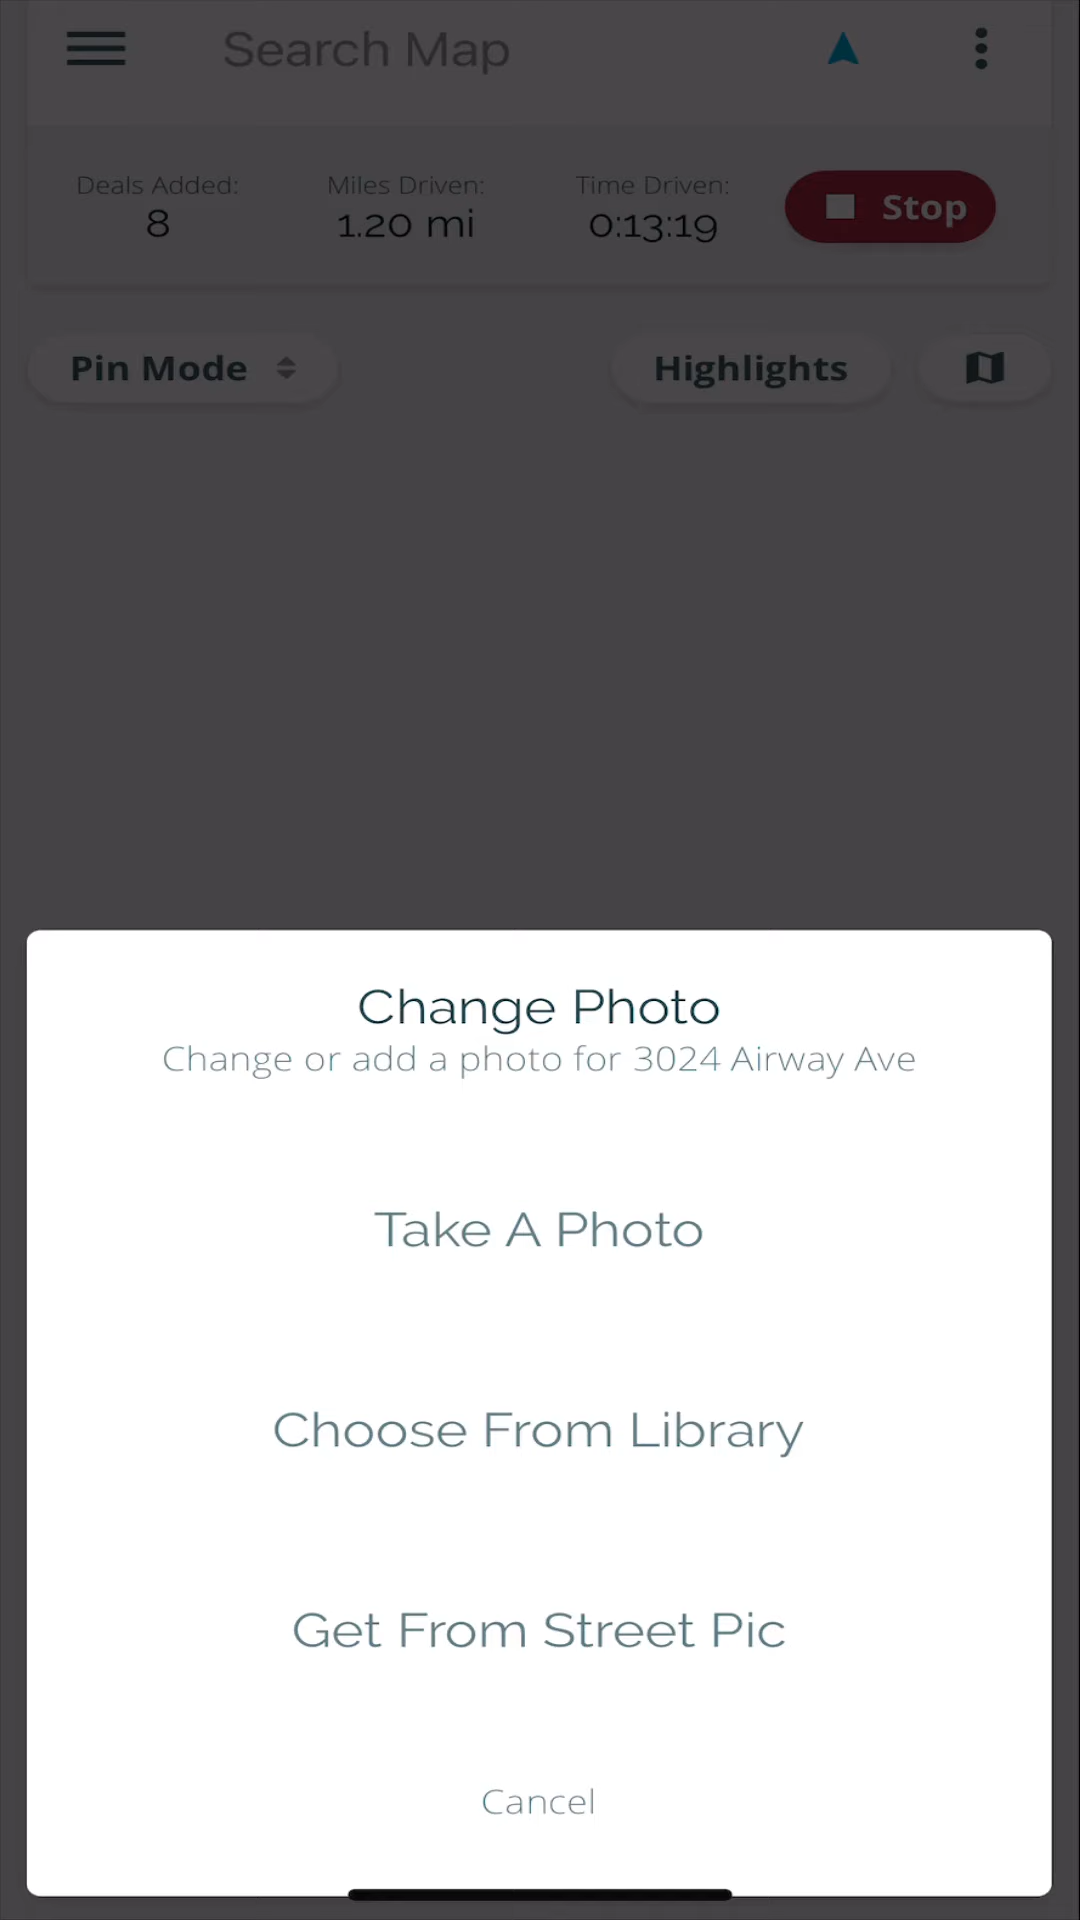 Search Map
Deals Added: Miles Driven: Time Driven:
8 1.20 mi 0:13:19 Stop
Pin Mode Highlights
Change Photo
Change or add a photo for 3024 Airway Ave
Take A Photo
Choose From Library
Get From Street Pic
Cancel